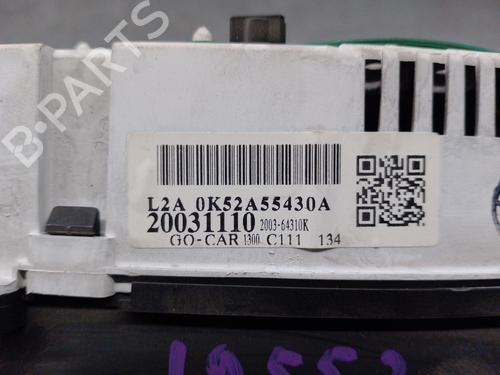 B-PARTS
L2A 0K52A55430A
20031110 2003-64310K
GO-CAR 1300 C111 134